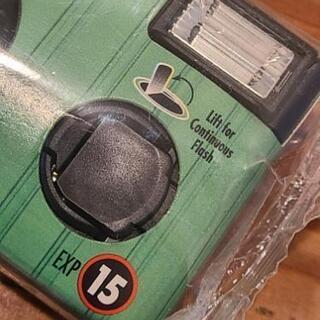 Lift for
Continuous
Flash
EXP 15